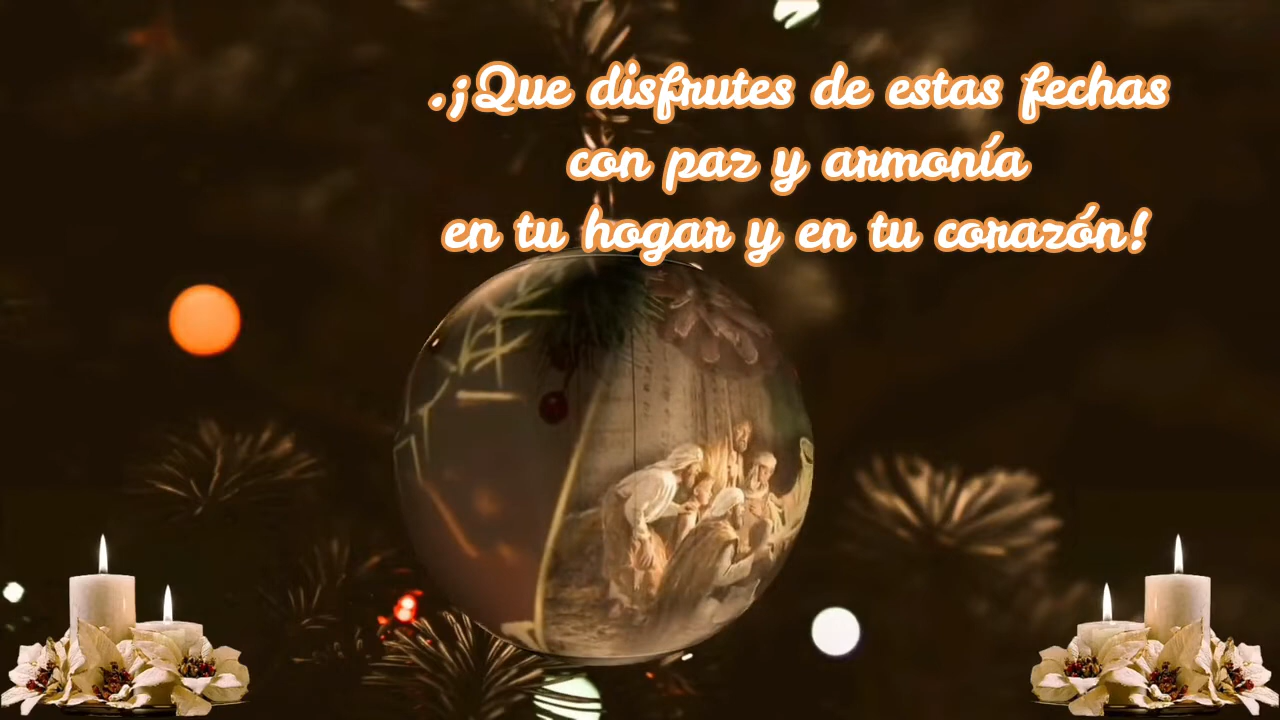 .¡Que disfrutes de estas fechas
con paz y armonía
en tu hogar y en tu corazón!